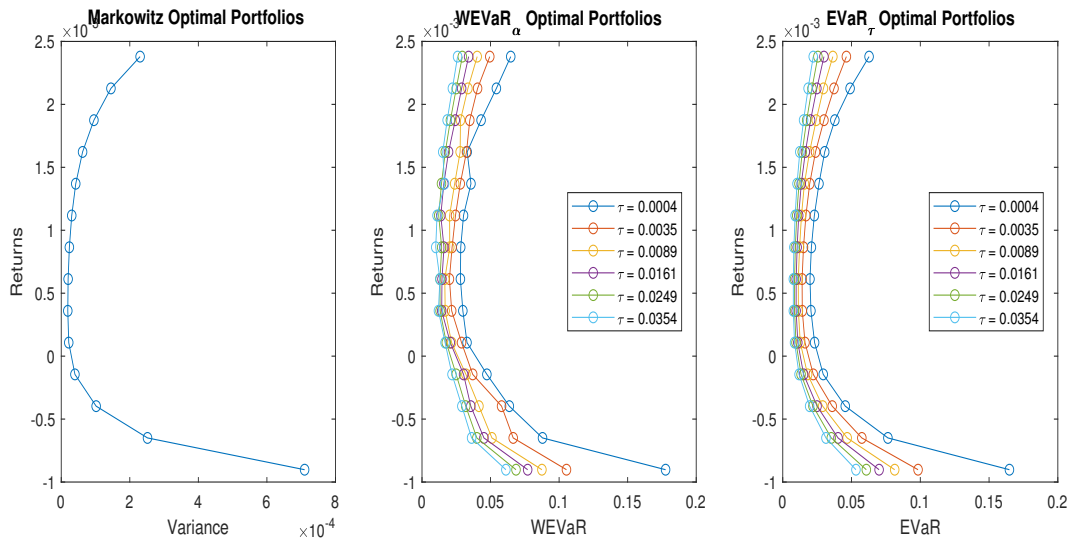 Markowitz Optimal Portfolios
×10⁻³
2.5
2
1.5
1
0.5
0
-0.5
-1
Returns
0
2
4
6
8
Variance
×10⁻⁴
WEVaRα Optimal Portfolios
×10⁻³
2.5
2
1.5
1
0.5
0
-0.5
-1
Returns
0
0.05
0.1
0.15
0.2
WEVaR
τ = 0.0004
τ = 0.0035
τ = 0.0089
τ = 0.0161
τ = 0.0249
τ = 0.0354
EVaRτ Optimal Portfolios
×10⁻³
2.5
2
1.5
1
0.5
0
-0.5
-1
Returns
0
0.05
0.1
0.15
0.2
EVaR
τ = 0.0004
τ = 0.0035
τ = 0.0089
τ = 0.0161
τ = 0.0249
τ = 0.0354